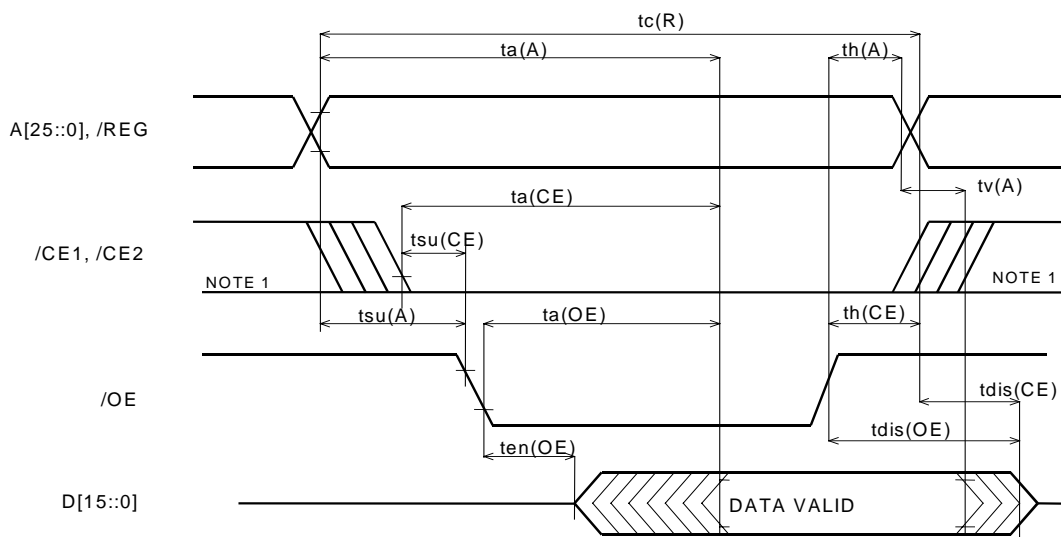 tc(R)
ta(A)
th(A)
A[25::0], /REG
tv(A)
ta(CE)
tsu(CE)
/CE1, /CE2
NOTE 1
NOTE 1
tsu(A)
ta(OE)
th(CE)
/OE
tdis(CE)
tdis(OE)
ten(OE)
D[15::0]
DATA VALID